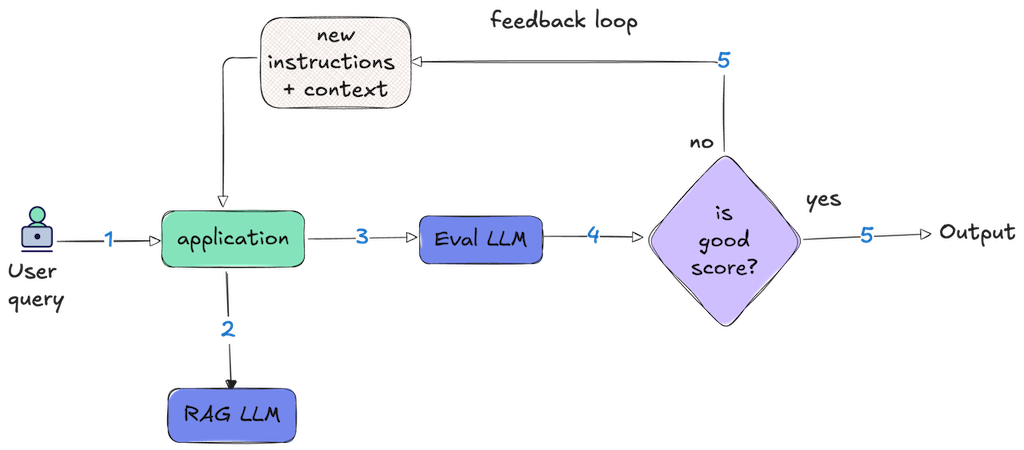 feedback loop
new
instructions
+ context
5
no
yes
is
good
score?
User
query
1
application
3
Eval LLM
4
5
Output
2
RAG LLM